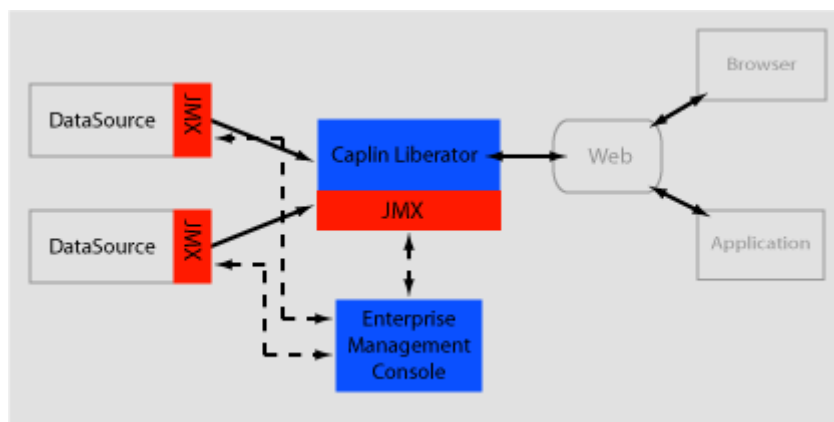 Browser
DataSource
JMX
Caplin Liberator
Web
JMX
DataSource
JMX
Application
Enterprise
Management
Console